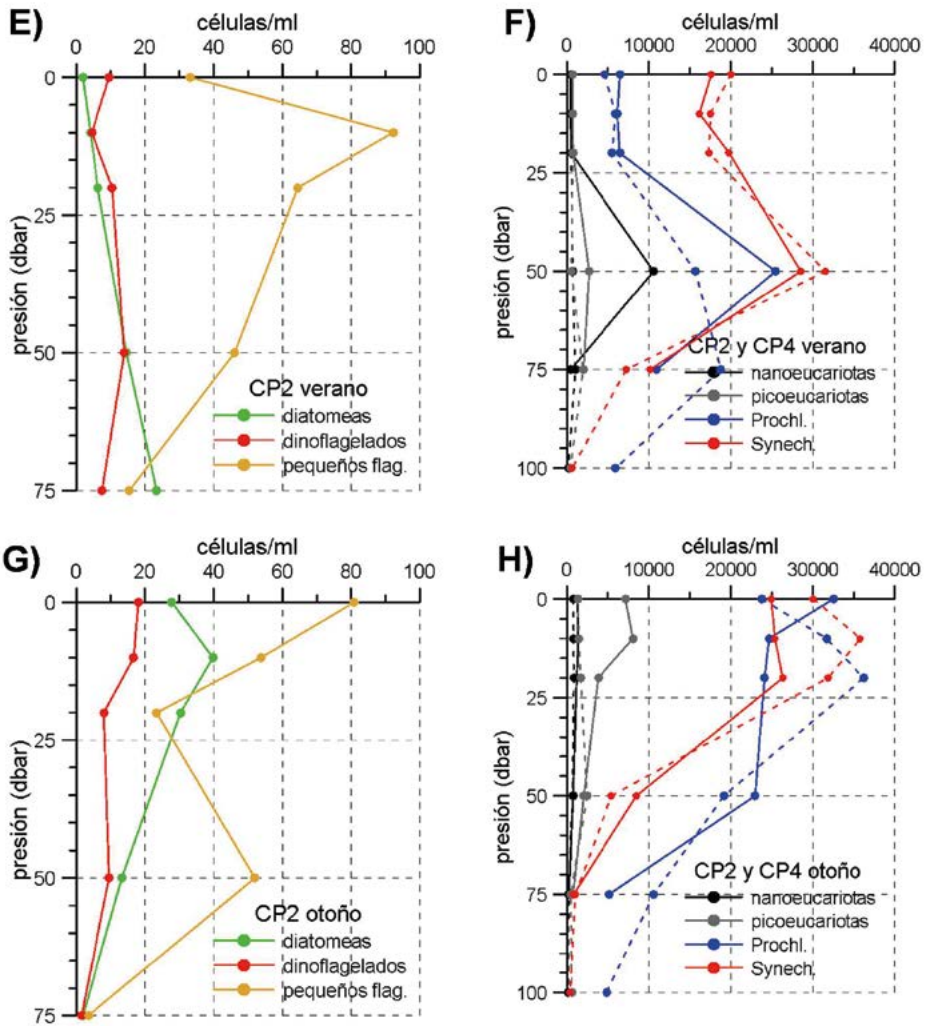 E)
células/ml
0 20 40 60 80 100
presión (dbar)
0
25
50
75
CP2 verano
diatomeas
dinoflagelados
pequeños flag.
F)
células/ml
0 10000 20000 30000 40000
presión (dbar)
0
25
50
75
100
CP2 y CP4 verano
nanoeucariotas
picoeucariotas
Prochl.
Synech.
G)
células/ml
0 20 40 60 80 100
presión (dbar)
0
25
50
75
CP2 otoño
diatomeas
dinoflagelados
pequeños flag.
H)
células/ml
0 10000 20000 30000 40000
presión (dbar)
0
25
50
75
100
CP2 y CP4 otoño
nanoeucariotas
picoeucariotas
Prochl.
Synech.